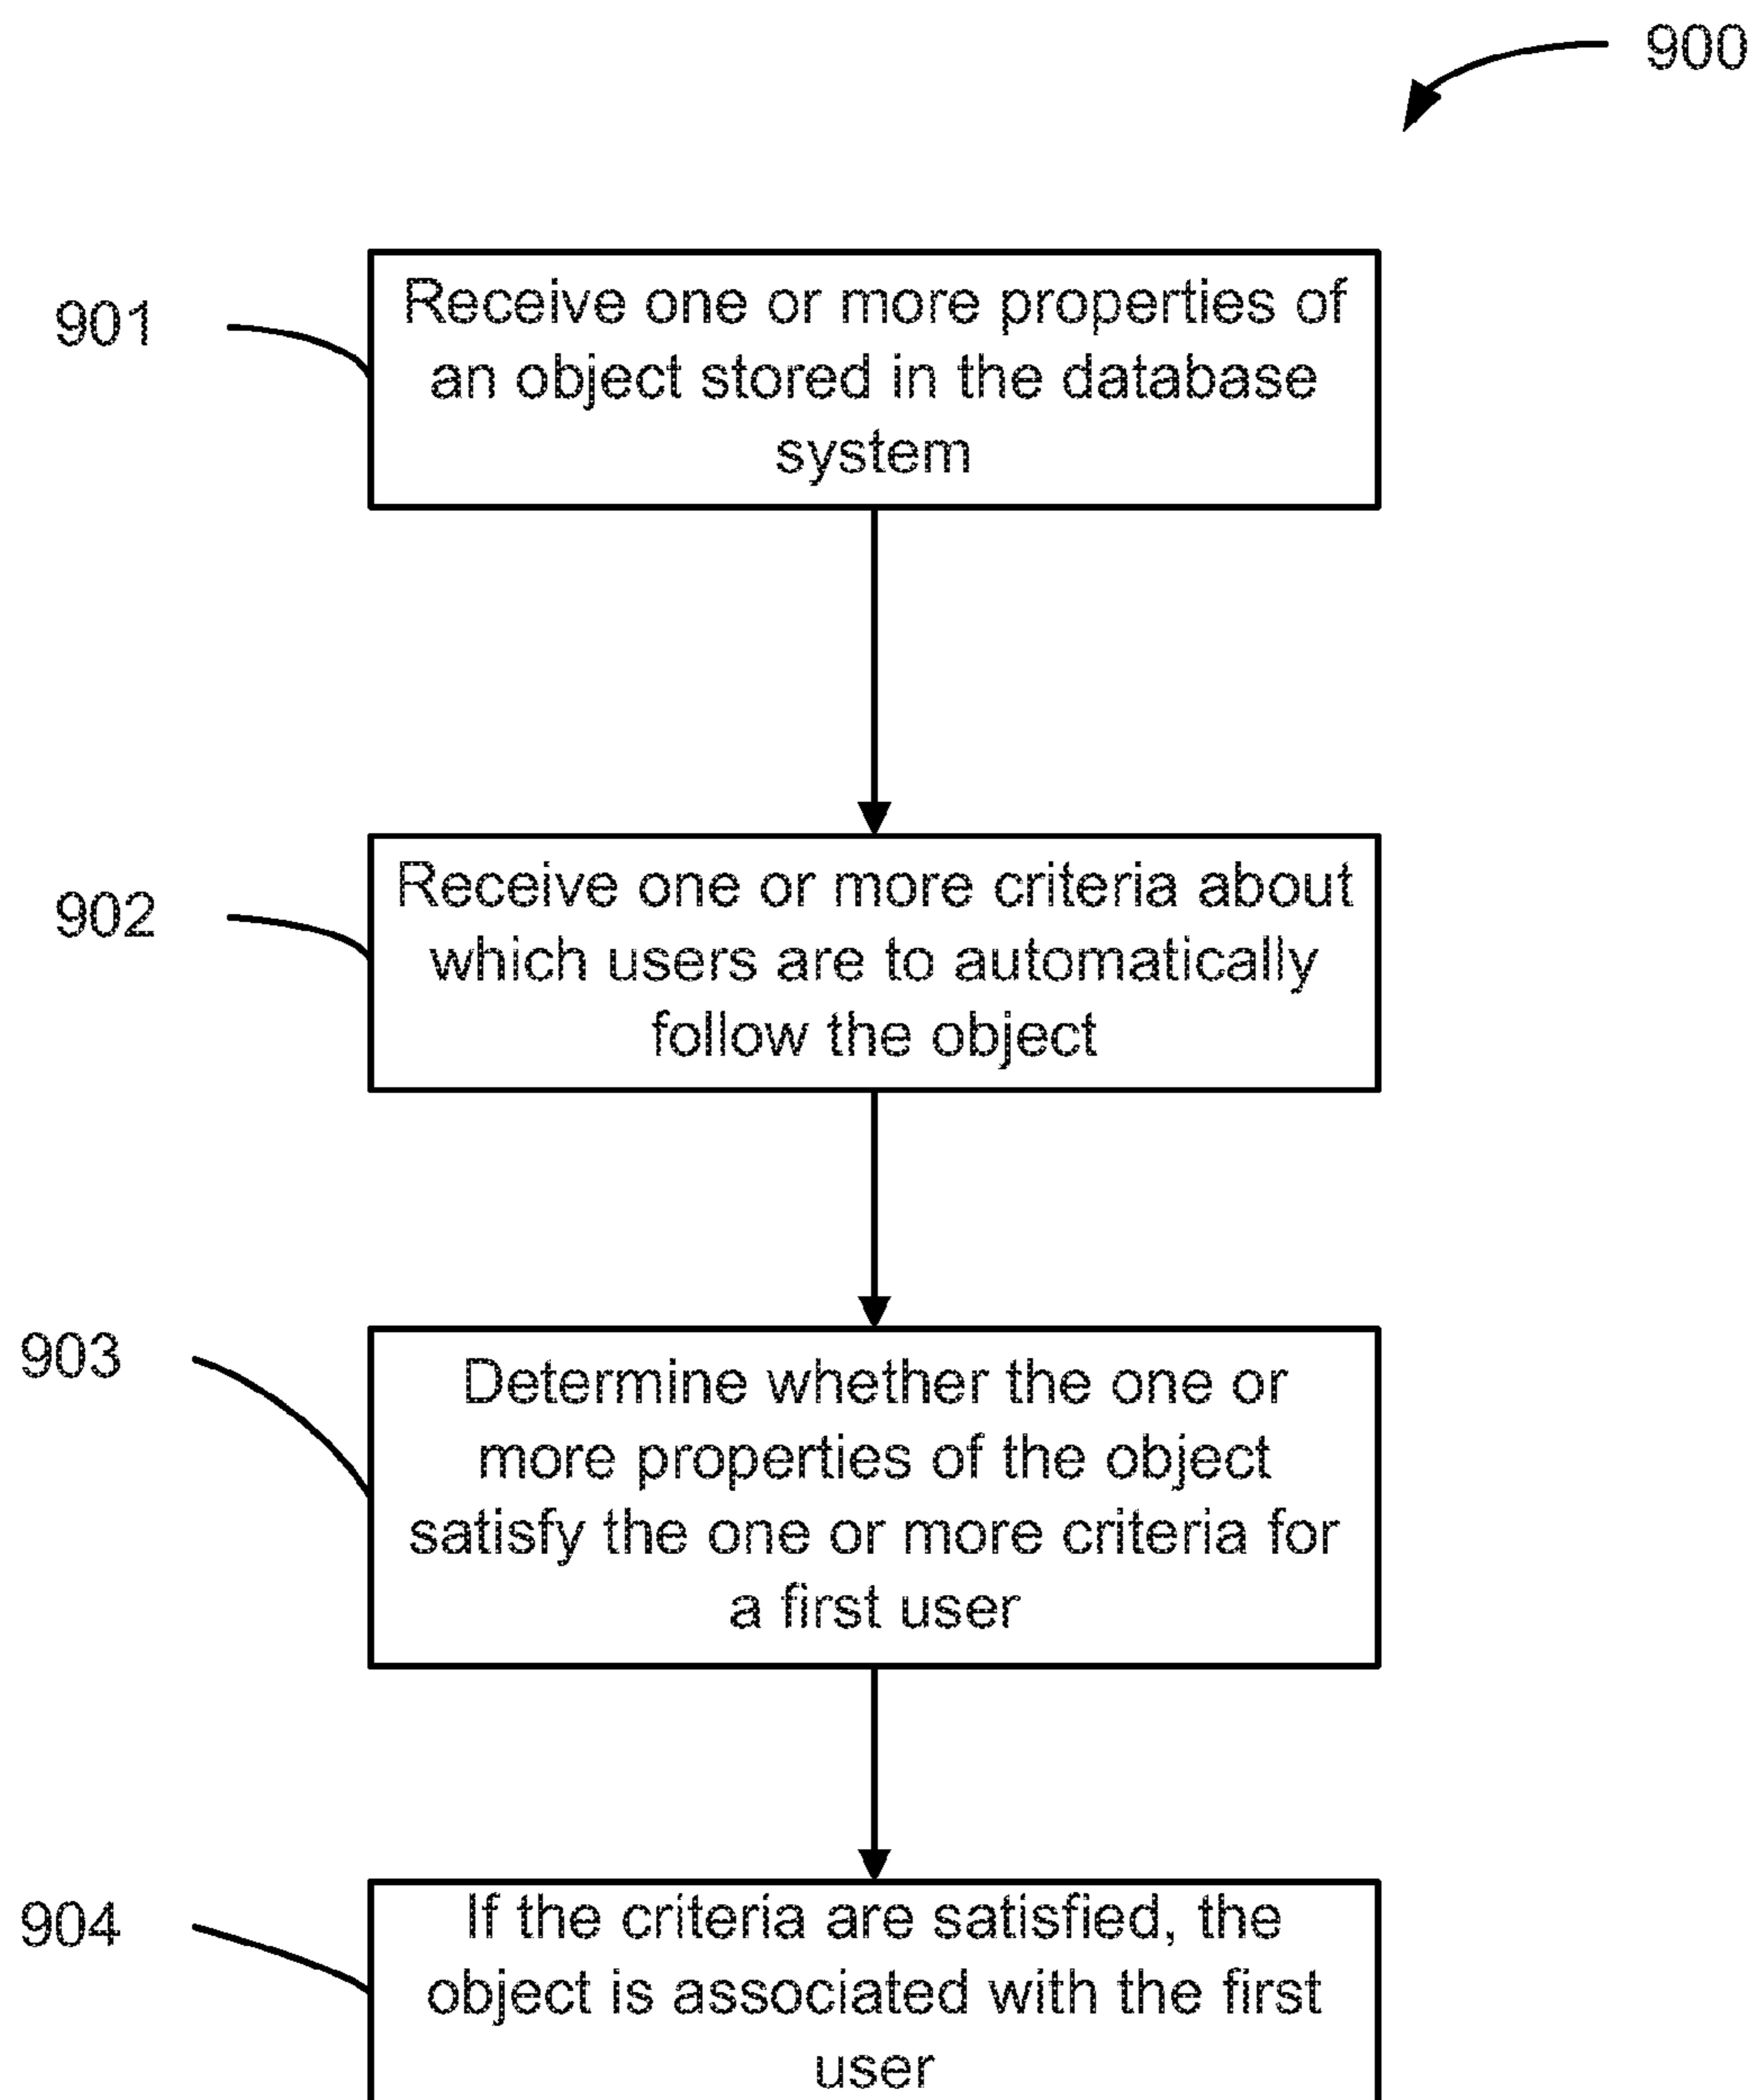 900
901
Receive one or more properties of
an object stored in the database
system
902
Receive one or more criteria about
which users are to automatically
follow the object
903
Determine whether the one or
more properties of the object
satisfy the one or more criteria for
a first user
904
If the criteria are satisfied, the
object is associated with the first
user